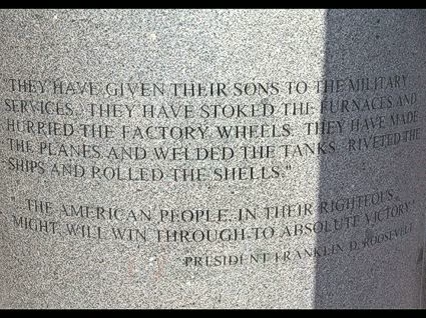 "THEY HAVE GIVEN THEIR SONS TO THE MILITARY
SERVICES. THEY HAVE STOKED THE FURNACES AND
HURRIED THE FACTORY WHEELS. THEY HAVE MADE
THE PLANES AND WELDED THE TANKS. RIVETED THE
SHIPS AND ROLLED THE SHELLS."
"THE AMERICAN PEOPLE, IN THEIR RIGHTEOUS
MIGHT, WILL WIN THROUGH TO ABSOLUTE VICTORY."
PRESIDENT FRANKLIN D. ROOSEVELT